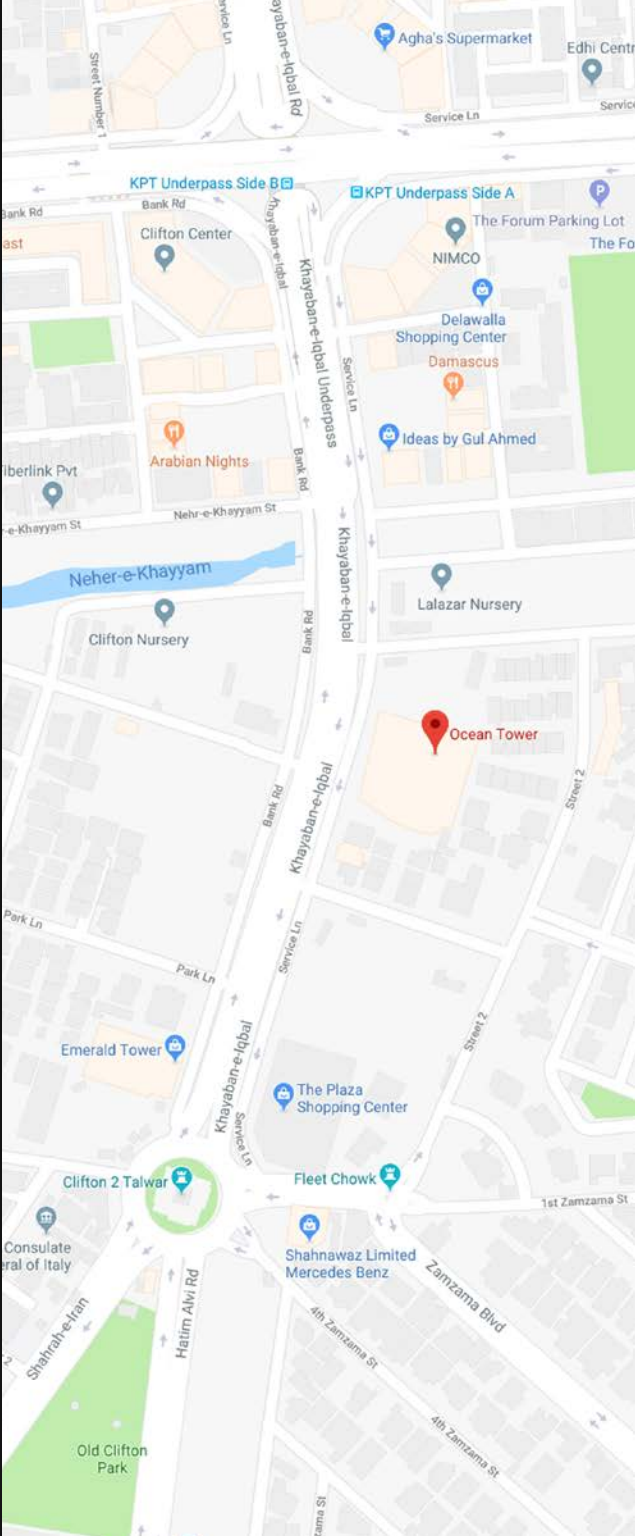 ervice Ln
ayaban-e-Iqbal Rd
Agha's Supermarket
Edhi Centr
Street Number 1
Service Ln
Servic
KPT Underpass Side B
KPT Underpass Side A
P
The Forum Parking Lot
Bank Rd
Bank Rd
Khayaban-e-Iqbal
Clifton Center
NIMCO
The Fo
ast
Delawalla
Shopping Center
Khayaban-e-Iqbal Underpass
Service Ln
Damascus
Ideas by Gul Ahmed
Arabian Nights
Bank Rd
iberlink Pvt
Nehr-e-Khayyam St
r-e-Khayyam St
Khayaban-e-Iqbal
Neher-e-Khayyam
Lalazar Nursery
Clifton Nursery
Bank Rd
Ocean Tower
Street 2
Khayaban-e-Iqbal
Bank Rd
Park Ln
Service Ln
Park Ln
Street 2
Emerald Tower
Khayaban-e-Iqbal
The Plaza
Shopping Center
Service Ln
Clifton 2 Talwar
Fleet Chowk
1st Zamzama St
Consulate
eral of Italy
Shahnawaz Limited
Mercedes Benz
Zamzama Blvd
Shahrah-e-Iran
Hatim Alvi Rd
4th Zamzama St
4th Zamzama St
Old Clifton
Park
zama St